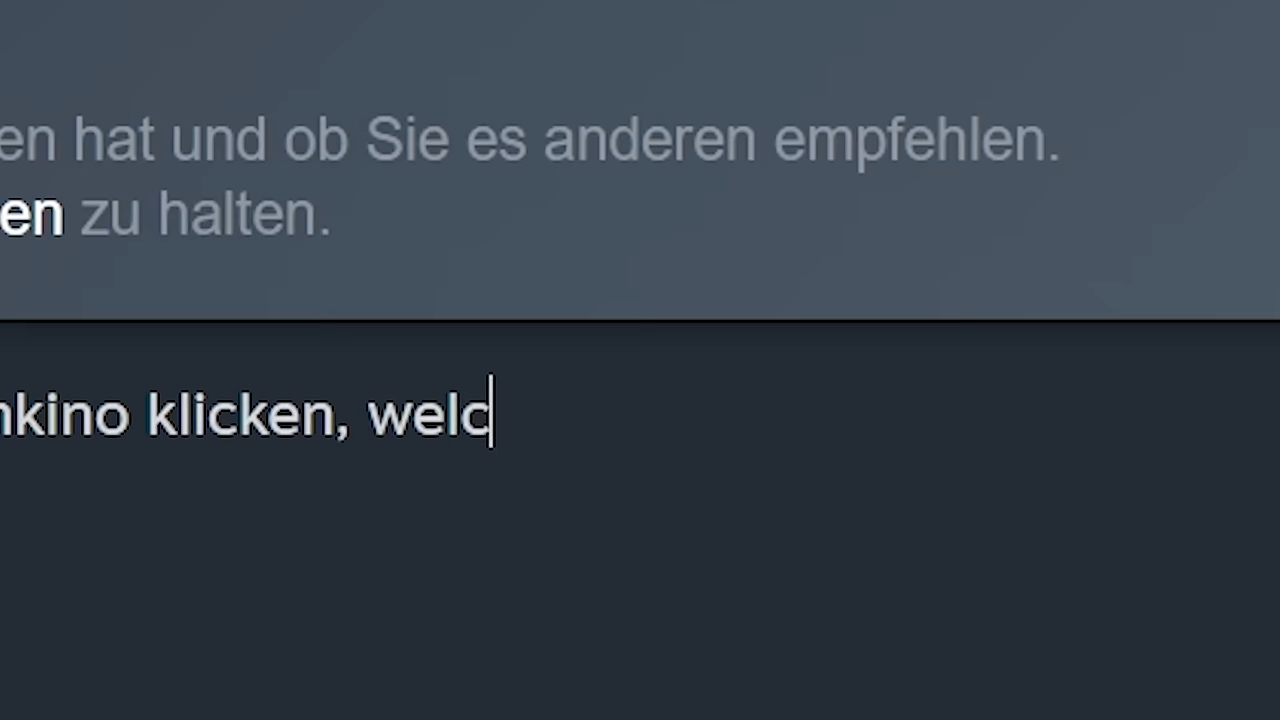 en hat und ob Sie es anderen empfehlen.
en zu halten.
nkino klicken, welc